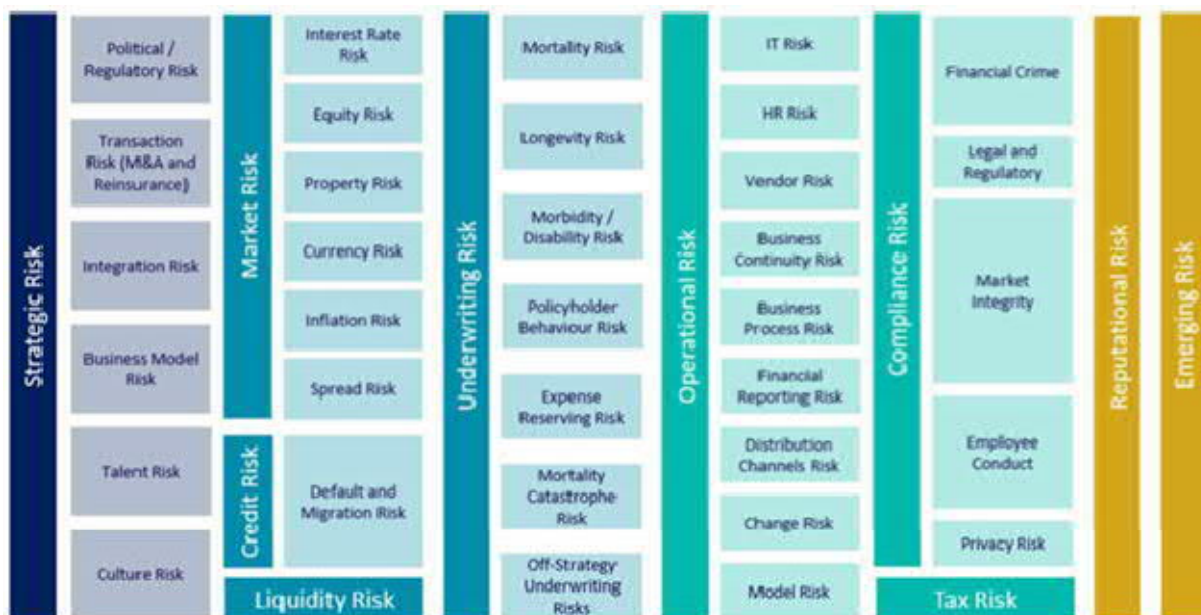 Strategic Risk
Political /
Regulatory Risk
Transaction
Risk (M&A and
Reinsurance)
Integration Risk
Business Model
Risk
Talent Risk
Culture Risk
Market Risk
Interest Rate
Risk
Equity Risk
Property Risk
Currency Risk
Inflation Risk
Spread Risk
Credit Risk
Default and
Migration Risk
Liquidity Risk
Underwriting Risk
Mortality Risk
Longevity Risk
Morbidity /
Disability Risk
Policyholder
Behaviour Risk
Expense
Reserving Risk
Mortality
Catastrophe
Risk
Off-Strategy
Underwriting
Risks
Operational Risk
IT Risk
HR Risk
Vendor Risk
Business
Continuity Risk
Business
Process Risk
Financial
Reporting Risk
Distribution
Channels Risk
Change Risk
Model Risk
Compliance Risk
Financial Crime
Legal and
Regulatory
Market
Integrity
Employee
Conduct
Privacy Risk
Tax Risk
Reputational Risk
Emerging Risk